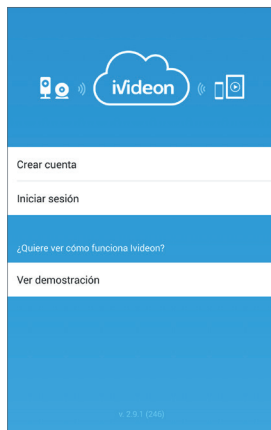 iVideon
Crear cuenta
Iniciar sesión
¿Quiere ver cómo funciona Ivideon?
Ver demostración
v. 2.9.1 (246)